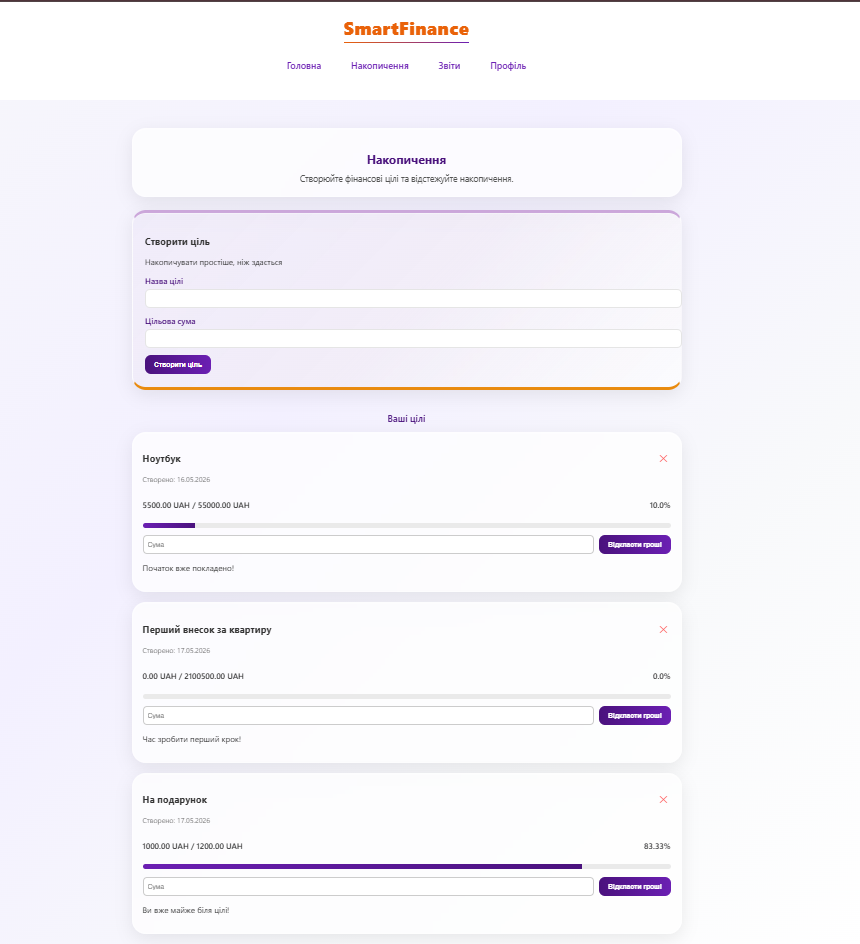 SmartFinance
Головна Накопичення Звіти Профіль
Накопичення
Створюйте фінансові цілі та відстежуйте накопичення.
Створити ціль
Накопичувати простіше, ніж здається
Назва цілі
Цільова сума
Створити ціль
Ваші цілі
Ноутбук
Створено: 16.05.2026
5500.00 UAH / 55000.00 UAH 10.0%
Сума Відкласти гроші
Початок вже покладено!
Перший внесок за квартиру
Створено: 17.05.2026
0.00 UAH / 2100500.00 UAH 0.0%
Сума Відкласти гроші
Час зробити перший крок!
На подарунок
Створено: 17.05.2026
1000.00 UAH / 1200.00 UAH 83.33%
Сума Відкласти гроші
Ви вже майже біля цілі!